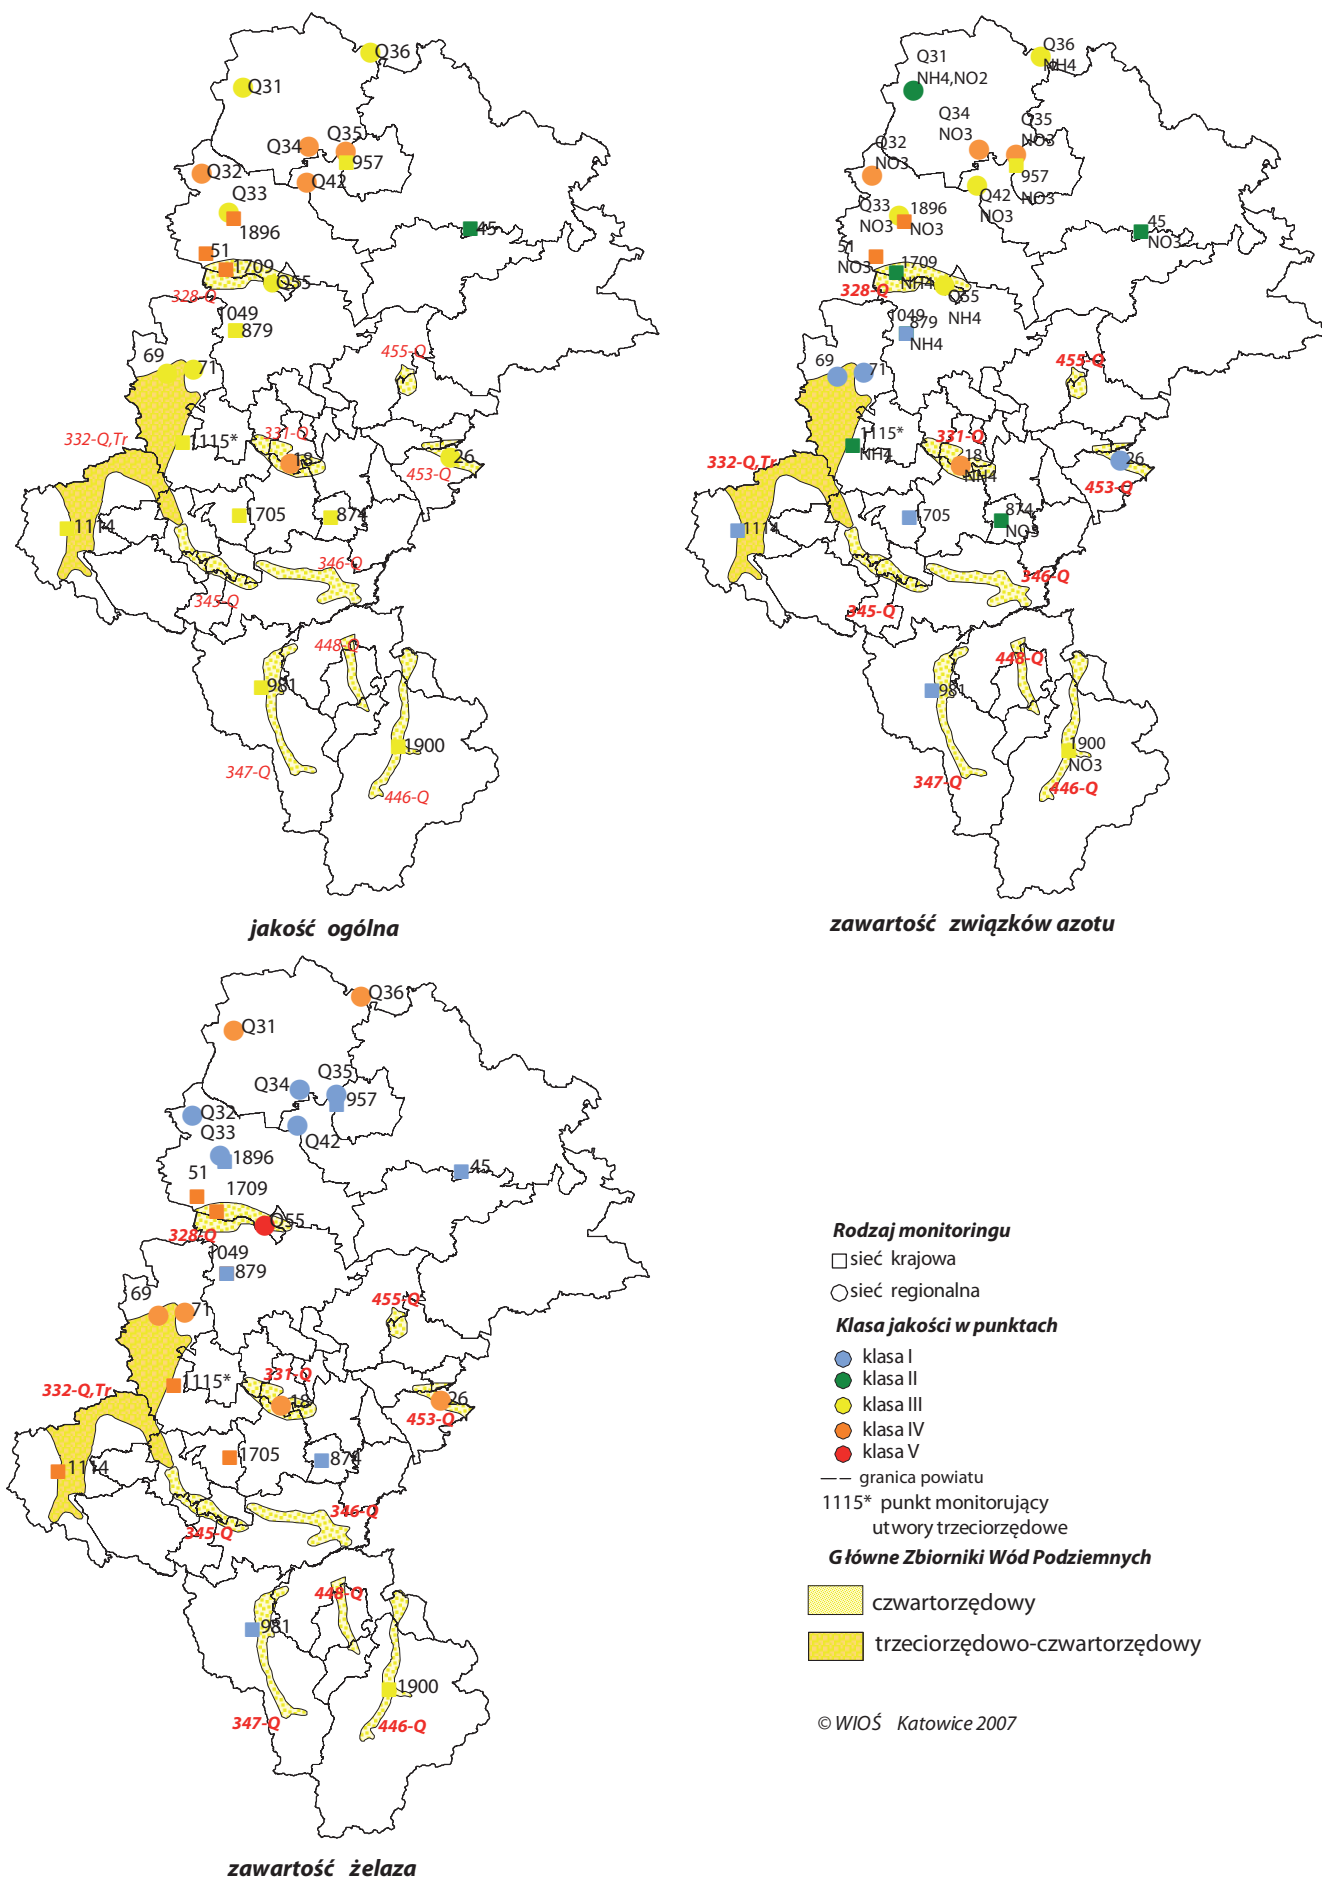 Q36
Q31
Q35
Q34
957
Q32
Q42
Q33
1896
45
51
1709
Q55
328-Q
1049
879
69
71
455-Q
332-Q,Tr
1115*
331-Q
18
26
453-Q
1114
1705
874
346-Q
345-Q
448-Q
981
1900
347-Q
446-Q
jakość ogólna
Q36
NH4
Q31
NH4,NO2
Q34
NO3
Q35
NO3
Q32
NO3
957
NO3
Q42
NO3
Q33
NO3
1896
NO3
45
NO3
51
NO3
1709
NH4
328-Q
Q55
NH4
1049
879
NH4
69
71
455-Q
1115*
NH4
331-Q
332-Q,Tr
18
NH4
26
453-Q
1114
1705
874
NO3
346-Q
345-Q
448-Q
981
1900
NO3
347-Q
446-Q
zawartość związków azotu
Q36
Q31
Q35
Q34
957
Q32
Q33
Q42
1896
45
51
1709
Q55
328-Q
1049
879
69
71
455-Q
331-Q
332-Q,Tr
1115*
18
26
453-Q
1114
1705
874
346-Q
345-Q
448-Q
981
1900
347-Q
446-Q
zawartość żelaza
Rodzaj monitoringu
sieć krajowa
sieć regionalna
Klasa jakości w punktach
klasa I
klasa II
klasa III
klasa IV
klasa V
granica powiatu
1115* punkt monitorujący
utwory trzeciorzędowe
Główne Zbiorniki Wód Podziemnych
czwartorzędowy
trzeciorzędowo-czwartorzędowy
© WIOŚ Katowice 2007